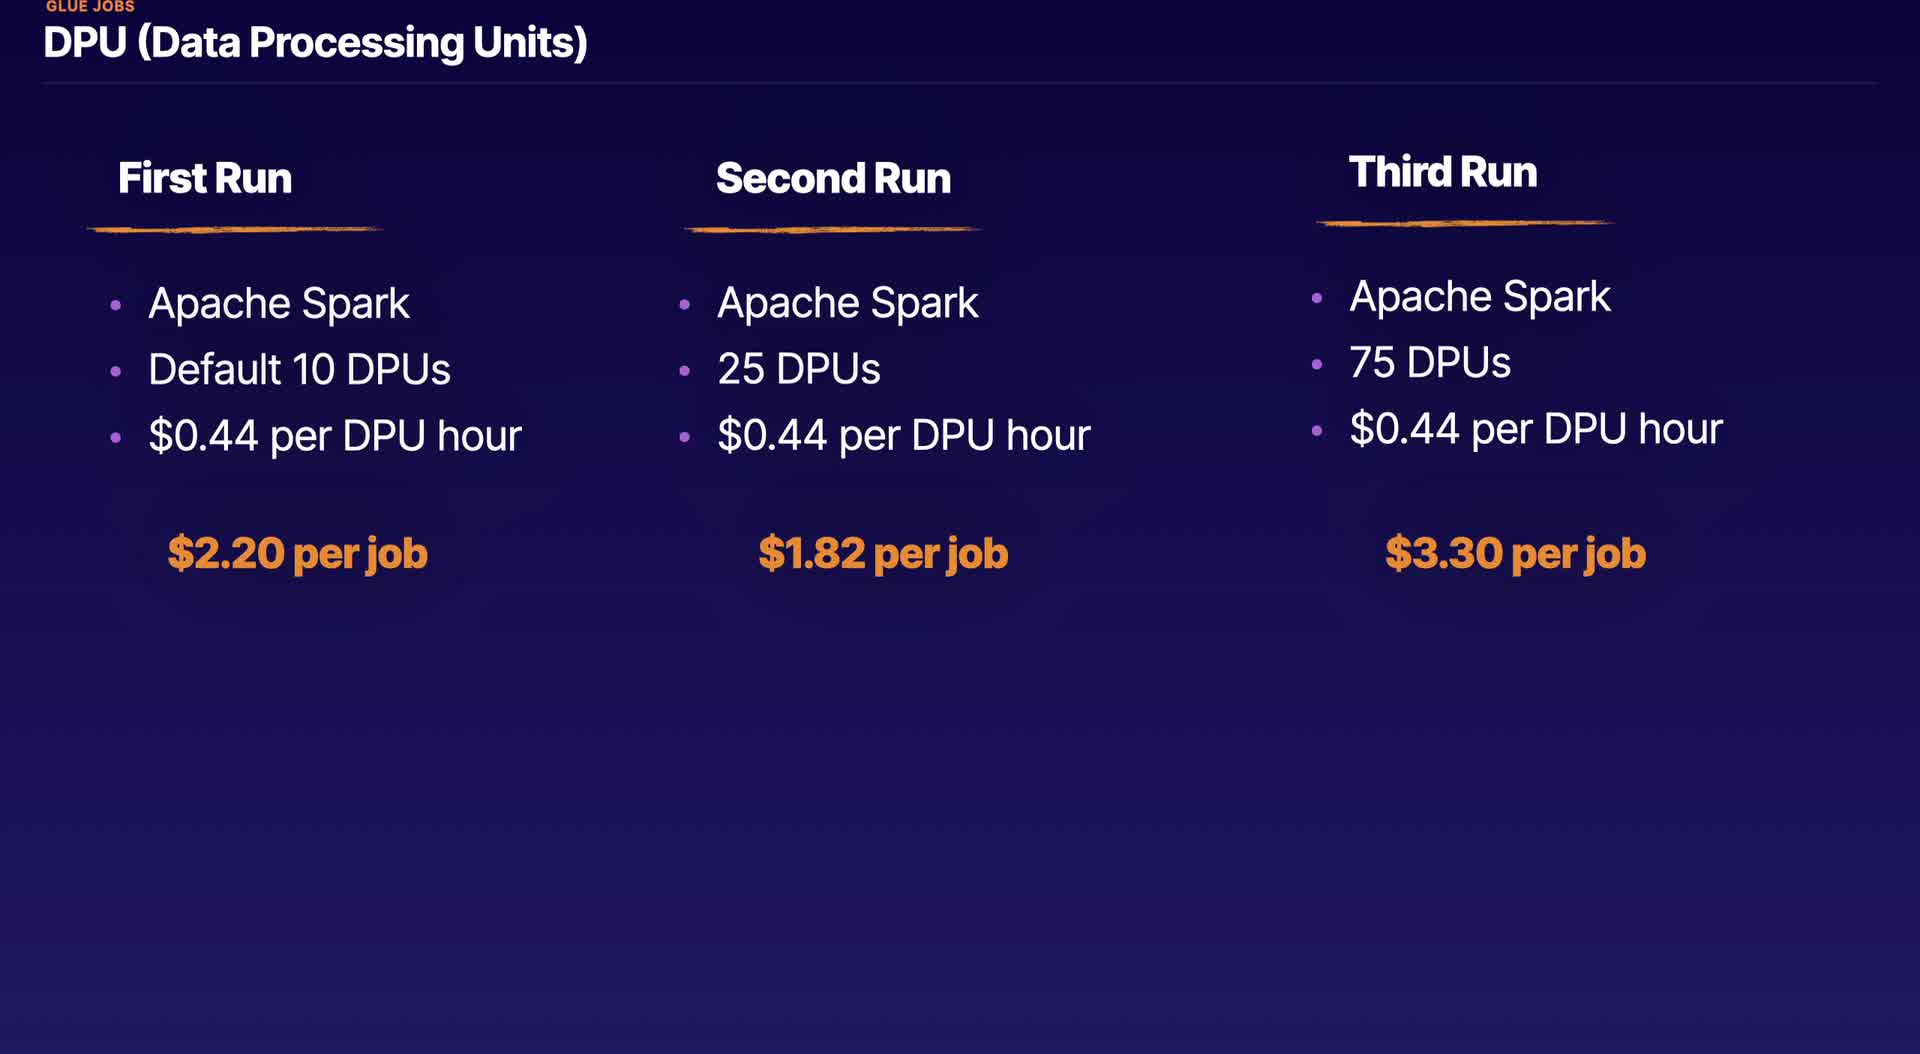 GLUE JOBS
DPU (Data Processing Units)
First Run
Apache Spark
Default 10 DPUs
$0.44 per DPU hour
$2.20 per job
Second Run
Apache Spark
25 DPUs
$0.44 per DPU hour
$1.82 per job
Third Run
Apache Spark
75 DPUs
$0.44 per DPU hour
$3.30 per job